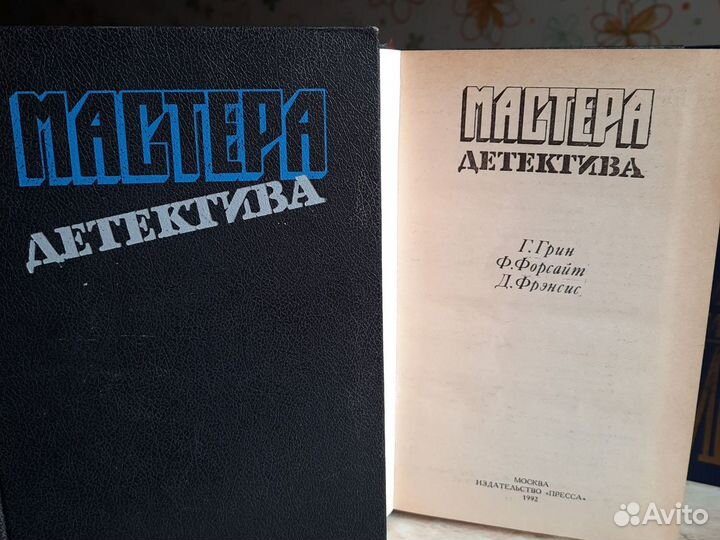 МАСТЕРА
ДЕТЕКТИВА
МАСТЕРА
ДЕТЕКТИВА
Г.Грин
Ф.Форсайт
Д.Фрэнсис
МОСКВА
ИЗДАТЕЛЬСТВО «ПРЕССА»
1992
Avito